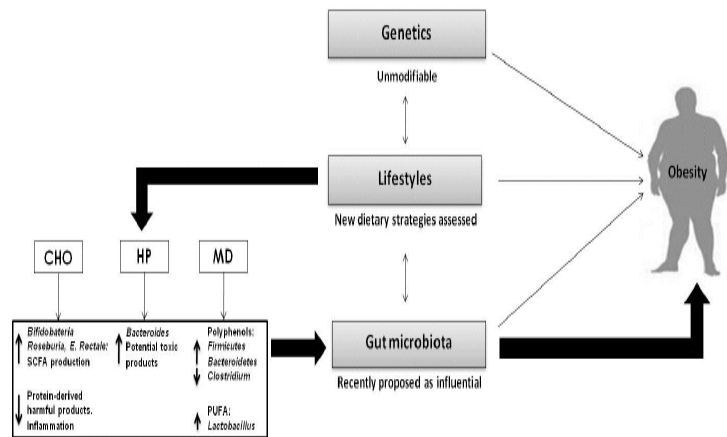 Genetics
Unmodifiable
Lifestyles
New dietary strategies assessed
Obesity
CHO
HP
MD
Bifidobateria
Roseburia, E. Rectale:
SCFA production
Protein-derived
harmful products.
Inflammation
Bacteroides
Potential toxic
products
Polyphenols:
Firmicutes
Bacteroidetes
Clostridium
PUFA:
Lactobacillus
Gut microbiota
Recently proposed as influential